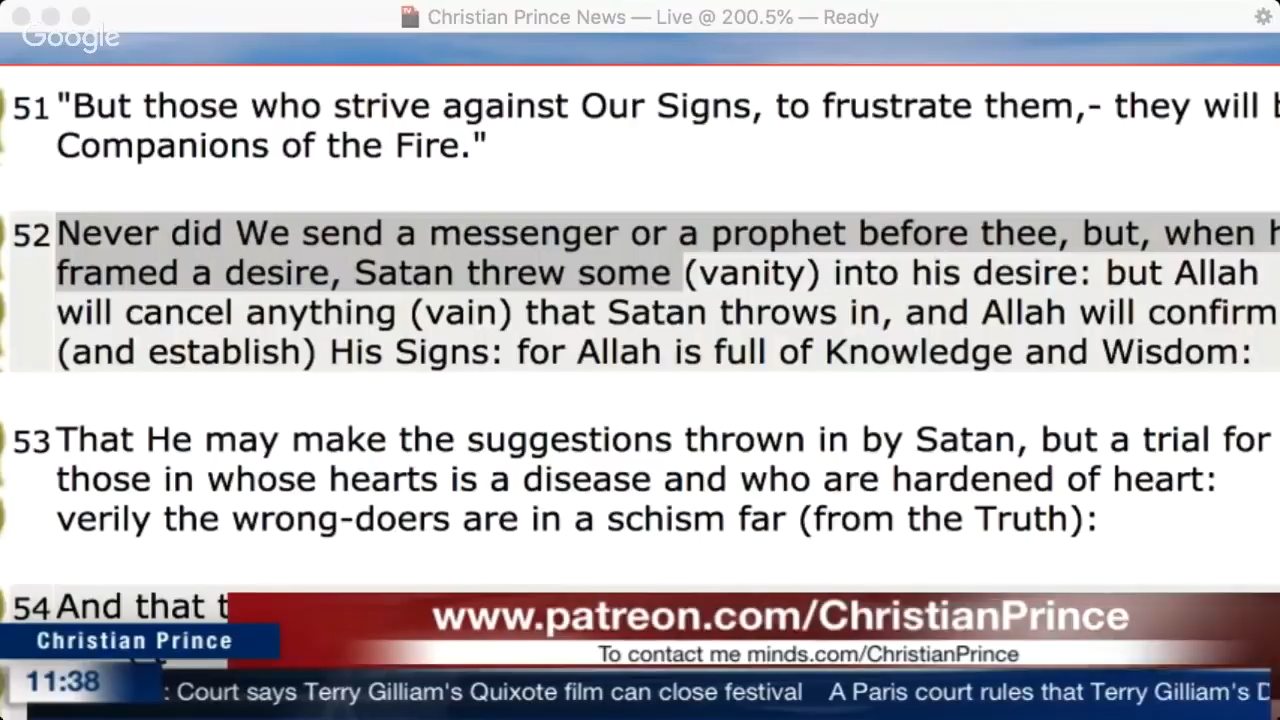 Christian Prince News — Live @ 200.5% — Ready
Google
51 "But those who strive against Our Signs, to frustrate them,- they will
Companions of the Fire."
52 Never did We send a messenger or a prophet before thee, but, when
framed a desire, Satan threw some (vanity) into his desire: but Allah
will cancel anything (vain) that Satan throws in, and Allah will confirm
(and establish) His Signs: for Allah is full of Knowledge and Wisdom:
53 That He may make the suggestions thrown in by Satan, but a trial for
those in whose hearts is a disease and who are hardened of heart:
verily the wrong-doers are in a schism far (from the Truth):
54 And that
www.patreon.com/ChristianPrince
Christian Prince
To contact me minds.com/ChristianPrince
11:38
: Court says Terry Gilliam's Quixote film can close festival A Paris court rules that Terry Gilliam's